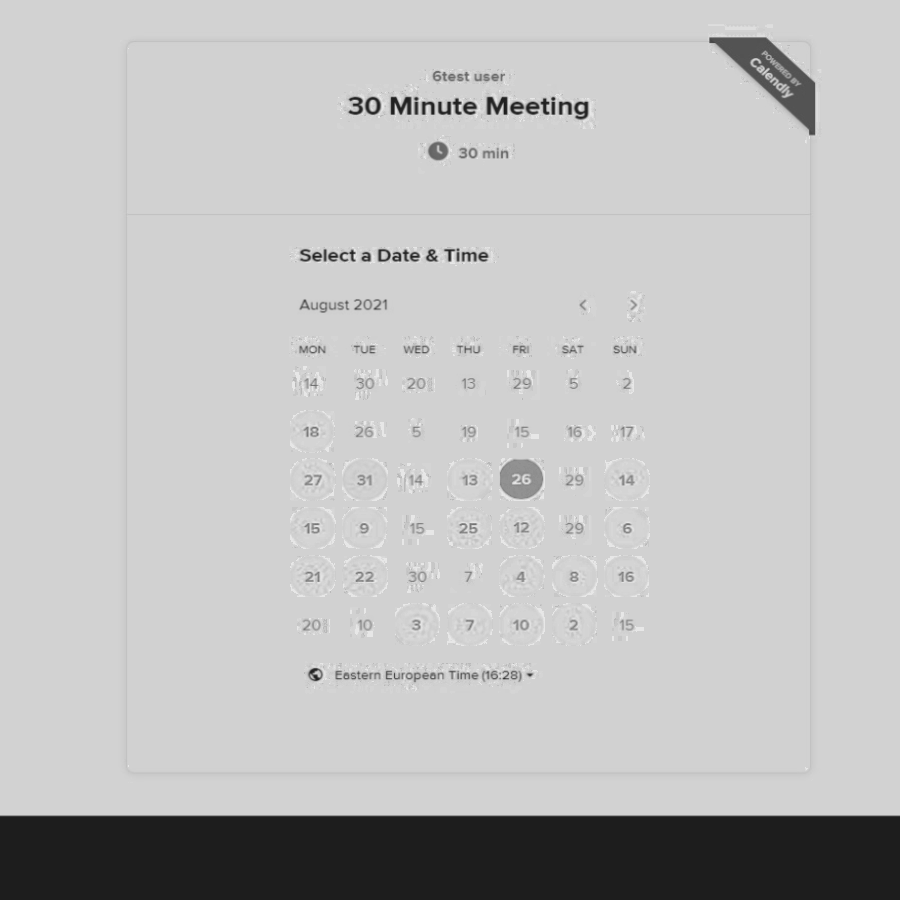 POWERED BY
Calendly
6test user
30 Minute Meeting
30 min
Select a Date & Time
August 2021
MON TUE WED THU FRI SAT SUN
14 30 20 13 29 5 2
18 26 5 19 15 16 17
27 31 14 13 26 29 14
15 9 15 25 12 29 6
21 22 30 7 4 8 16
20 10 3 7 10 2 15
Eastern European Time (16:28)